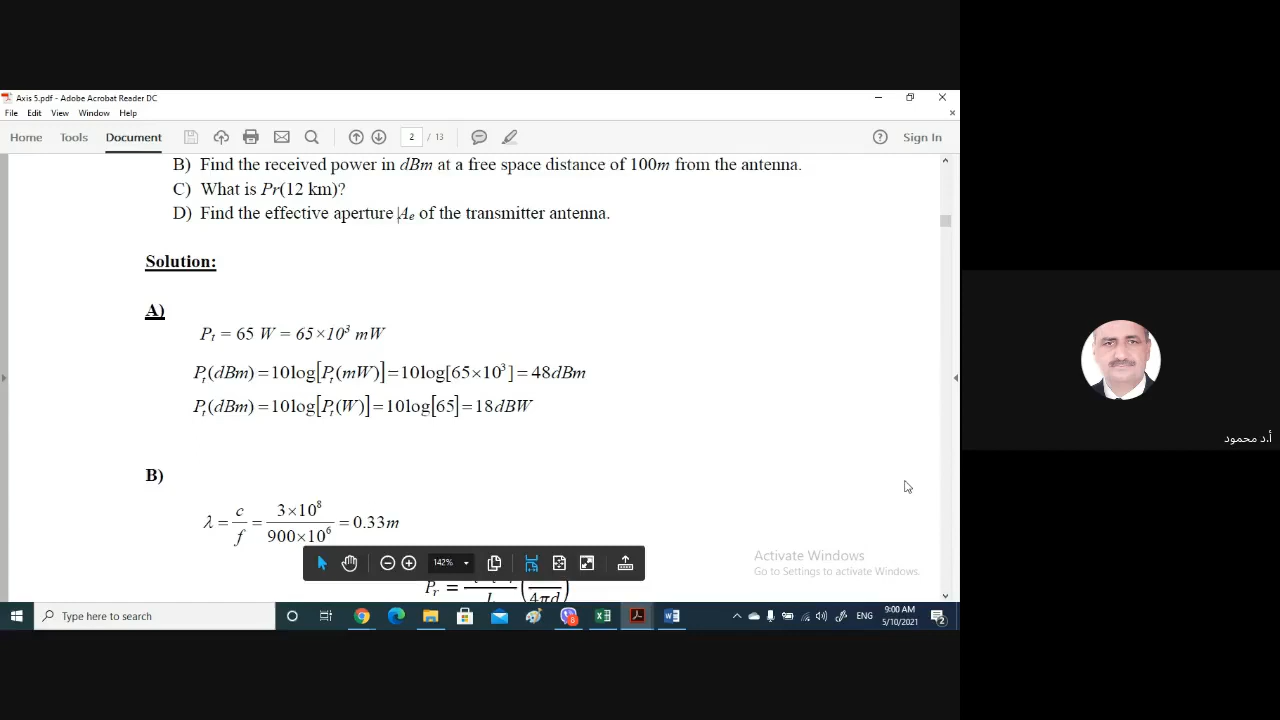 Axis 5.pdf - Adobe Acrobat Reader DC
File Edit View Window Help
Home Tools Document 2 / 13 Sign In
B) Find the received power in dBm at a free space distance of 100m from the antenna.
C) What is Pr(12 km)?
D) Find the effective aperture Ae of the transmitter antenna.
Solution:
A)
Pt = 65 W = 65×10³ mW
Pt(dBm) = 10log[Pt(mW)] = 10log[65×10³] = 48dBm
Pt(dBm) = 10log[Pt(W)] = 10log[65] = 18dBW
أ.د محمود
B)
λ = c/f = 3×10⁸/900×10⁶ = 0.33m
142%
Activate Windows
Go to Settings to activate Windows.
Pr = L (4πd)
Type here to search
ENG
9:00 AM
5/10/2021
2